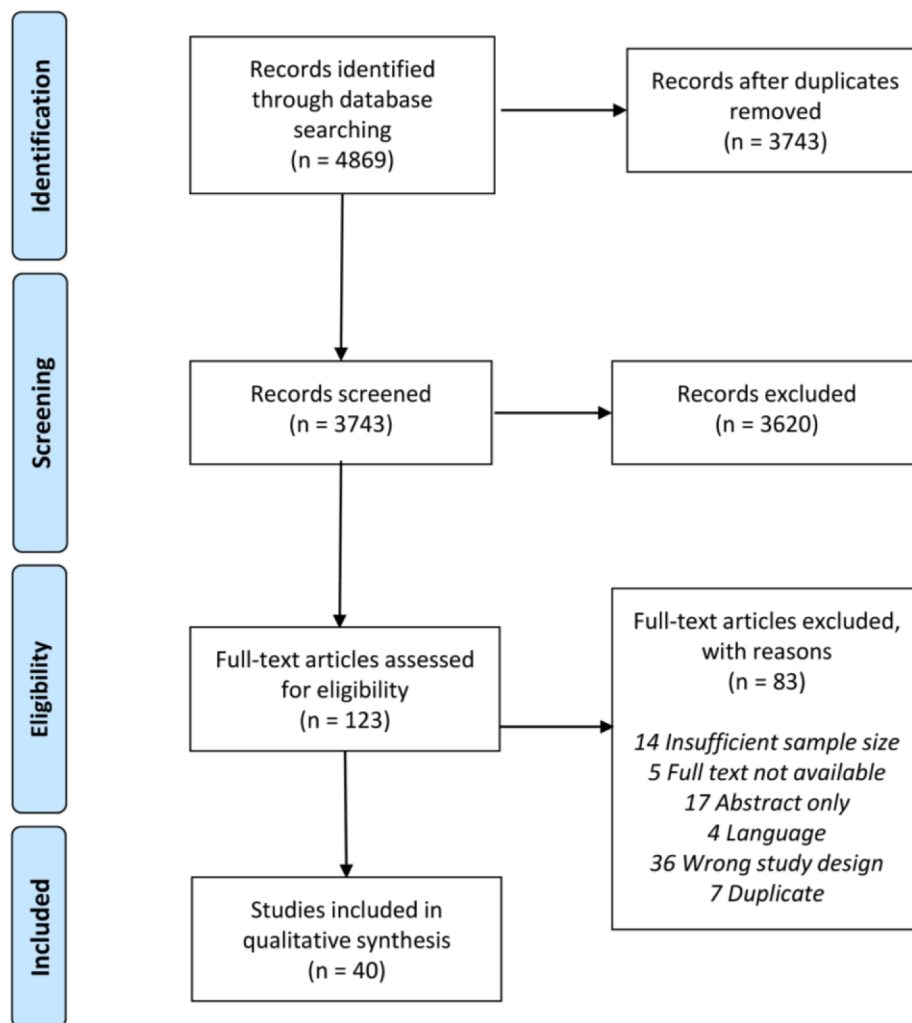 Identification
Records identified
through database
searching
(n = 4869)
Records after duplicates
removed
(n = 3743)
Screening
Records screened
(n = 3743)
Records excluded
(n = 3620)
Eligibility
Full-text articles assessed
for eligibility
(n = 123)
Full-text articles excluded,
with reasons
(n = 83)
14 Insufficient sample size
5 Full text not available
17 Abstract only
4 Language
36 Wrong study design
7 Duplicate
Included
Studies included in
qualitative synthesis
(n = 40)